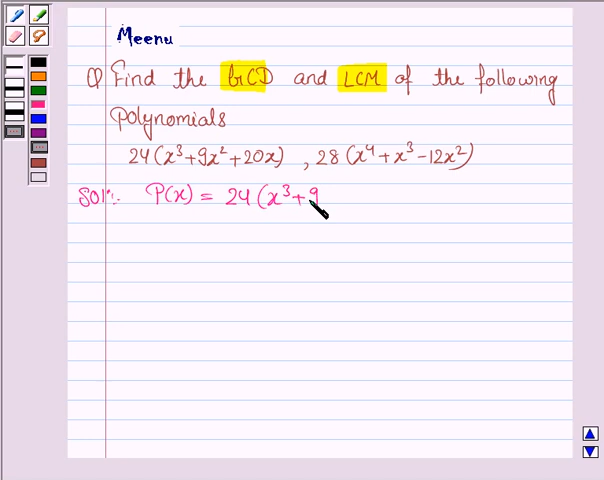 Meenu
Q Find the GCD and LCM of the following
Polynomials
24(x³+9x²+20x) , 28(x⁴+x³-12x²)
Solⁿ:. P(x) = 24(x³+9